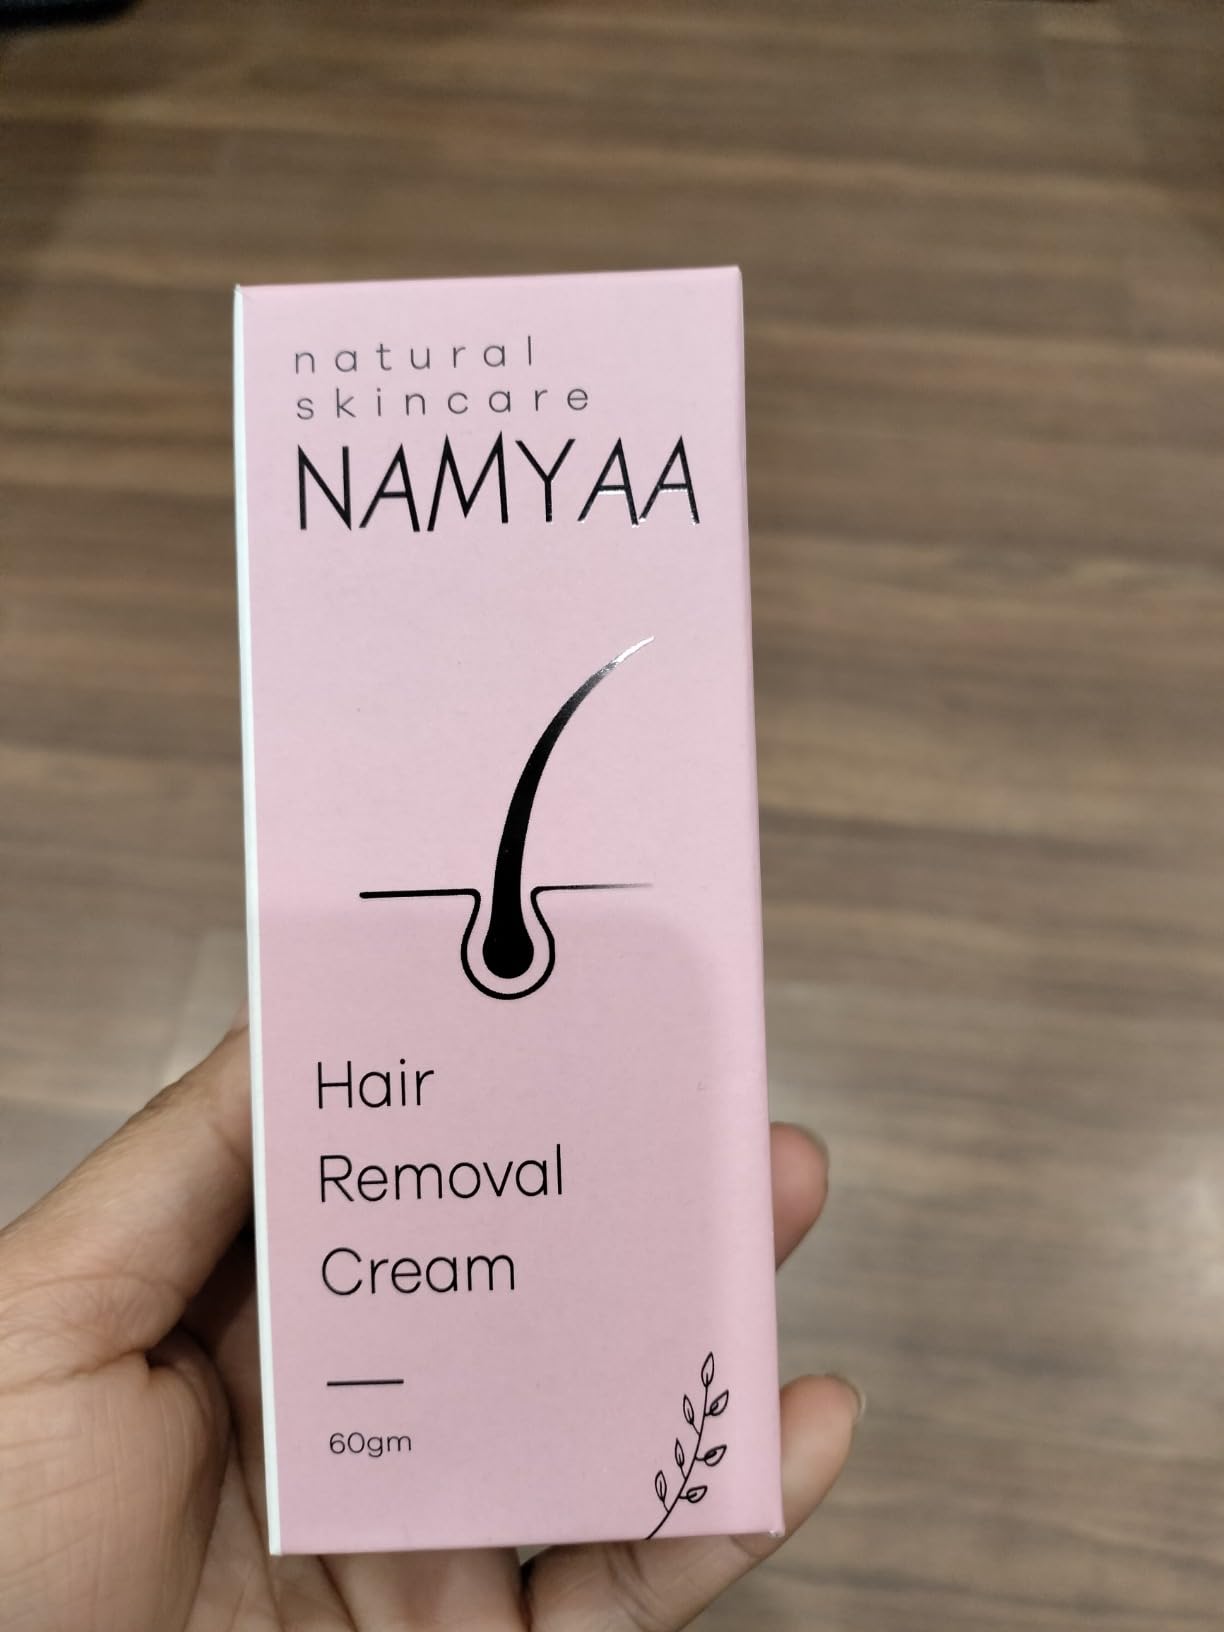 natural
skincare
NAMYAA
Hair
Removal
Cream
60gm